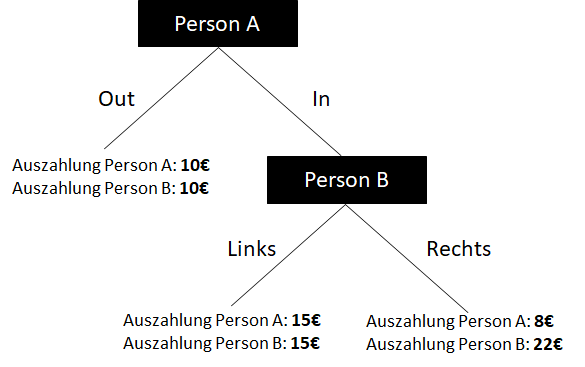 Person A
Out
In
Auszahlung Person A: 10€
Auszahlung Person B: 10€
Person B
Links
Rechts
Auszahlung Person A: 15€
Auszahlung Person B: 15€
Auszahlung Person A: 8€
Auszahlung Person B: 22€